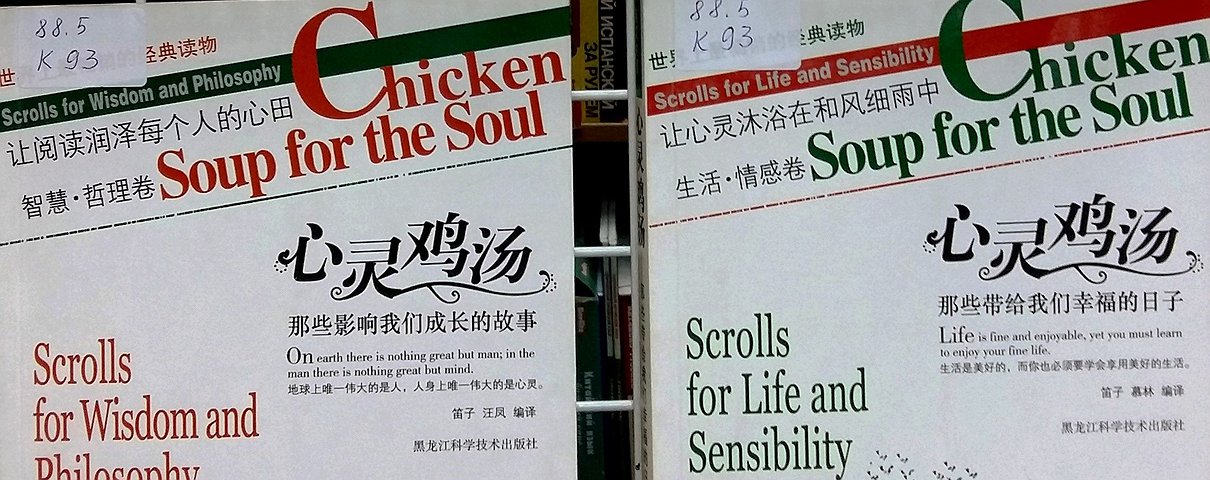 88.5
К 93
经典读物
Scrolls for Wisdom and Philosophy
Chicken
Soup for the Soul
让阅读润泽每个人的心田
智慧·哲理卷
心灵鸡汤
那些影响我们成长的故事
On earth there is nothing great but man; in the
man there is nothing great but mind.
地球上唯一伟大的是人，人身上唯一伟大的是心灵。
笛子 汪凤 编译
黑龙江科学技术出版社
Scrolls
for Wisdom and
Philosophy
ИСПАНСКИЙ
ЗА РУЛЕМ
88.5
К 93
世界
经典读物
Scrolls for Life and Sensibility
Chicken
Soup for the Soul
让心灵沐浴在和风细雨中
生活·情感卷
心灵鸡汤
那些带给我们幸福的日子
Life is fine and enjoyable, yet you must learn
to enjoy your fine life.
生活是美好的，而你也必须要学会享用美好的生活。
笛子 慕林 编译
黑龙江科学技术出版社
Scrolls
for Life and
Sensibility